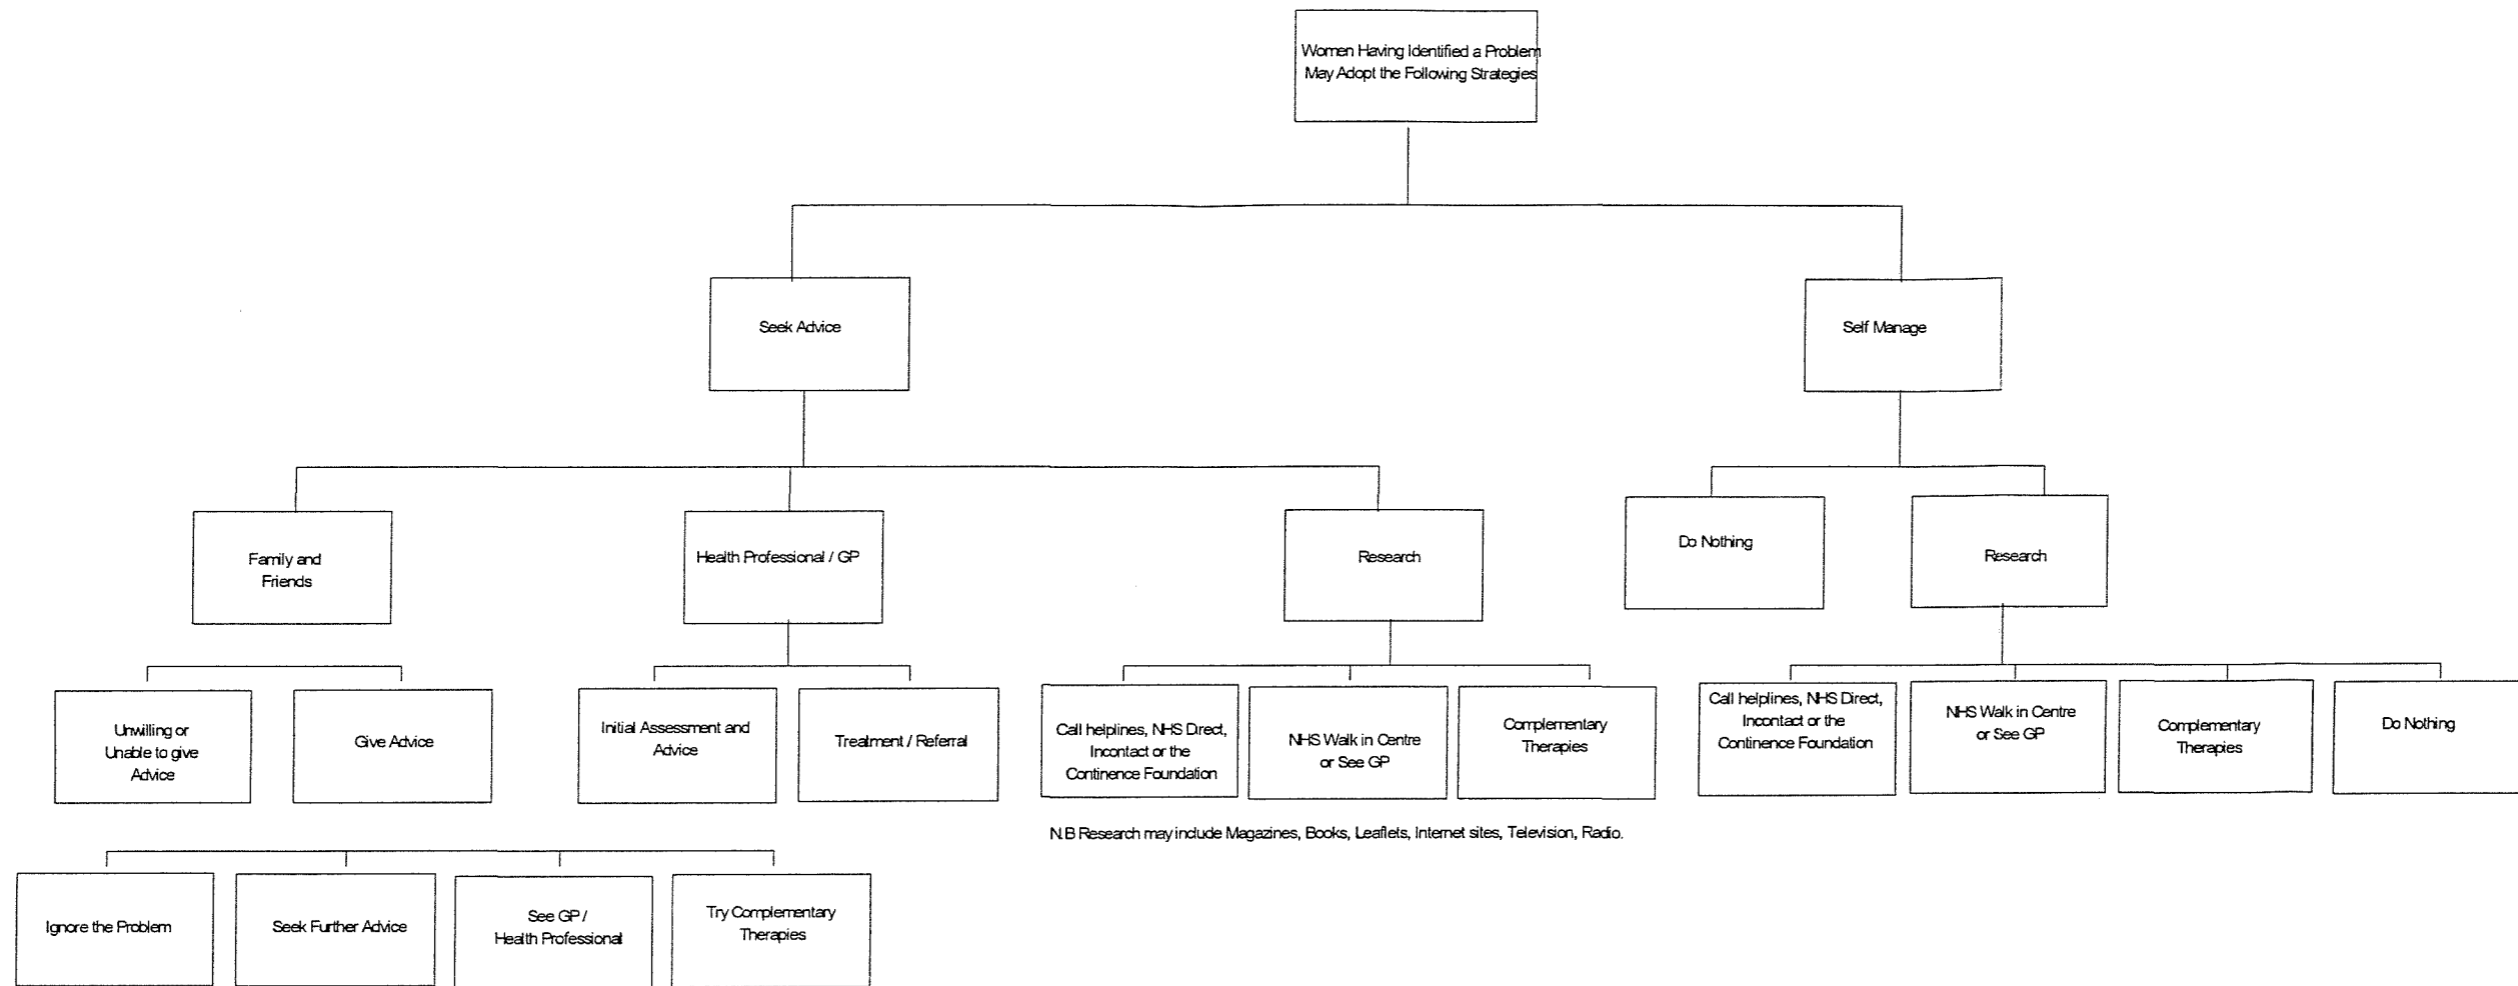 Women Having Identified a Problem
May Adopt the Following Strategies
Seek Advice
Self Manage
Family and
Friends
Health Professional / GP
Research
Do Nothing
Research
Unwilling or
Unable to give
Advice
Give Advice
Initial Assessment and
Advice
Treatment / Referral
Call helplines, NHS Direct,
Incontact or the
Continence Foundation
NHS Walk in Centre
or See GP
Complementary
Therapies
Call helplines, NHS Direct,
Incontact or the
Continence Foundation
NHS Walk in Centre
or See GP
Complementary
Therapies
Do Nothing
N.B Research may include Magazines, Books, Leaflets, Internet sites, Television, Radio.
Ignore the Problem
Seek Further Advice
See GP /
Health Professional
Try Complementary
Therapies